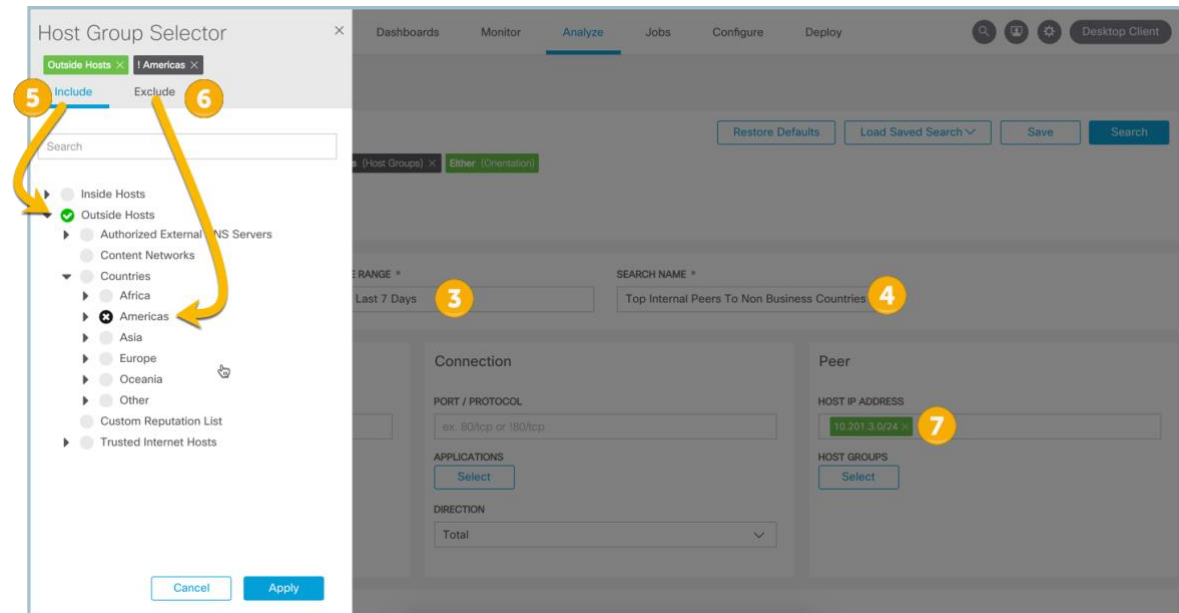 Host Group Selector ×
Dashboards Monitor Analyze Jobs Configure Deploy Desktop Client
Outside Hosts × ! Americas ×
5 Include Exclude 6
Restore Defaults Load Saved Search Save Search
Search
s (Host Groups) × Either (Orientation)
Inside Hosts
Outside Hosts
Authorized External NS Servers
Content Networks
Countries
E RANGE * SEARCH NAME *
Africa
Last 7 Days 3 Top Internal Peers To Non Business Countries 4
Americas
Asia
Europe
Oceania
Other
Custom Reputation List
Trusted Internet Hosts
Connection
PORT / PROTOCOL
ex. 80/tcp or !80/tcp
APPLICATIONS
Select
DIRECTION
Total
Peer
HOST IP ADDRESS
10.201.3.0/24 × 7
HOST GROUPS
Select
Cancel Apply